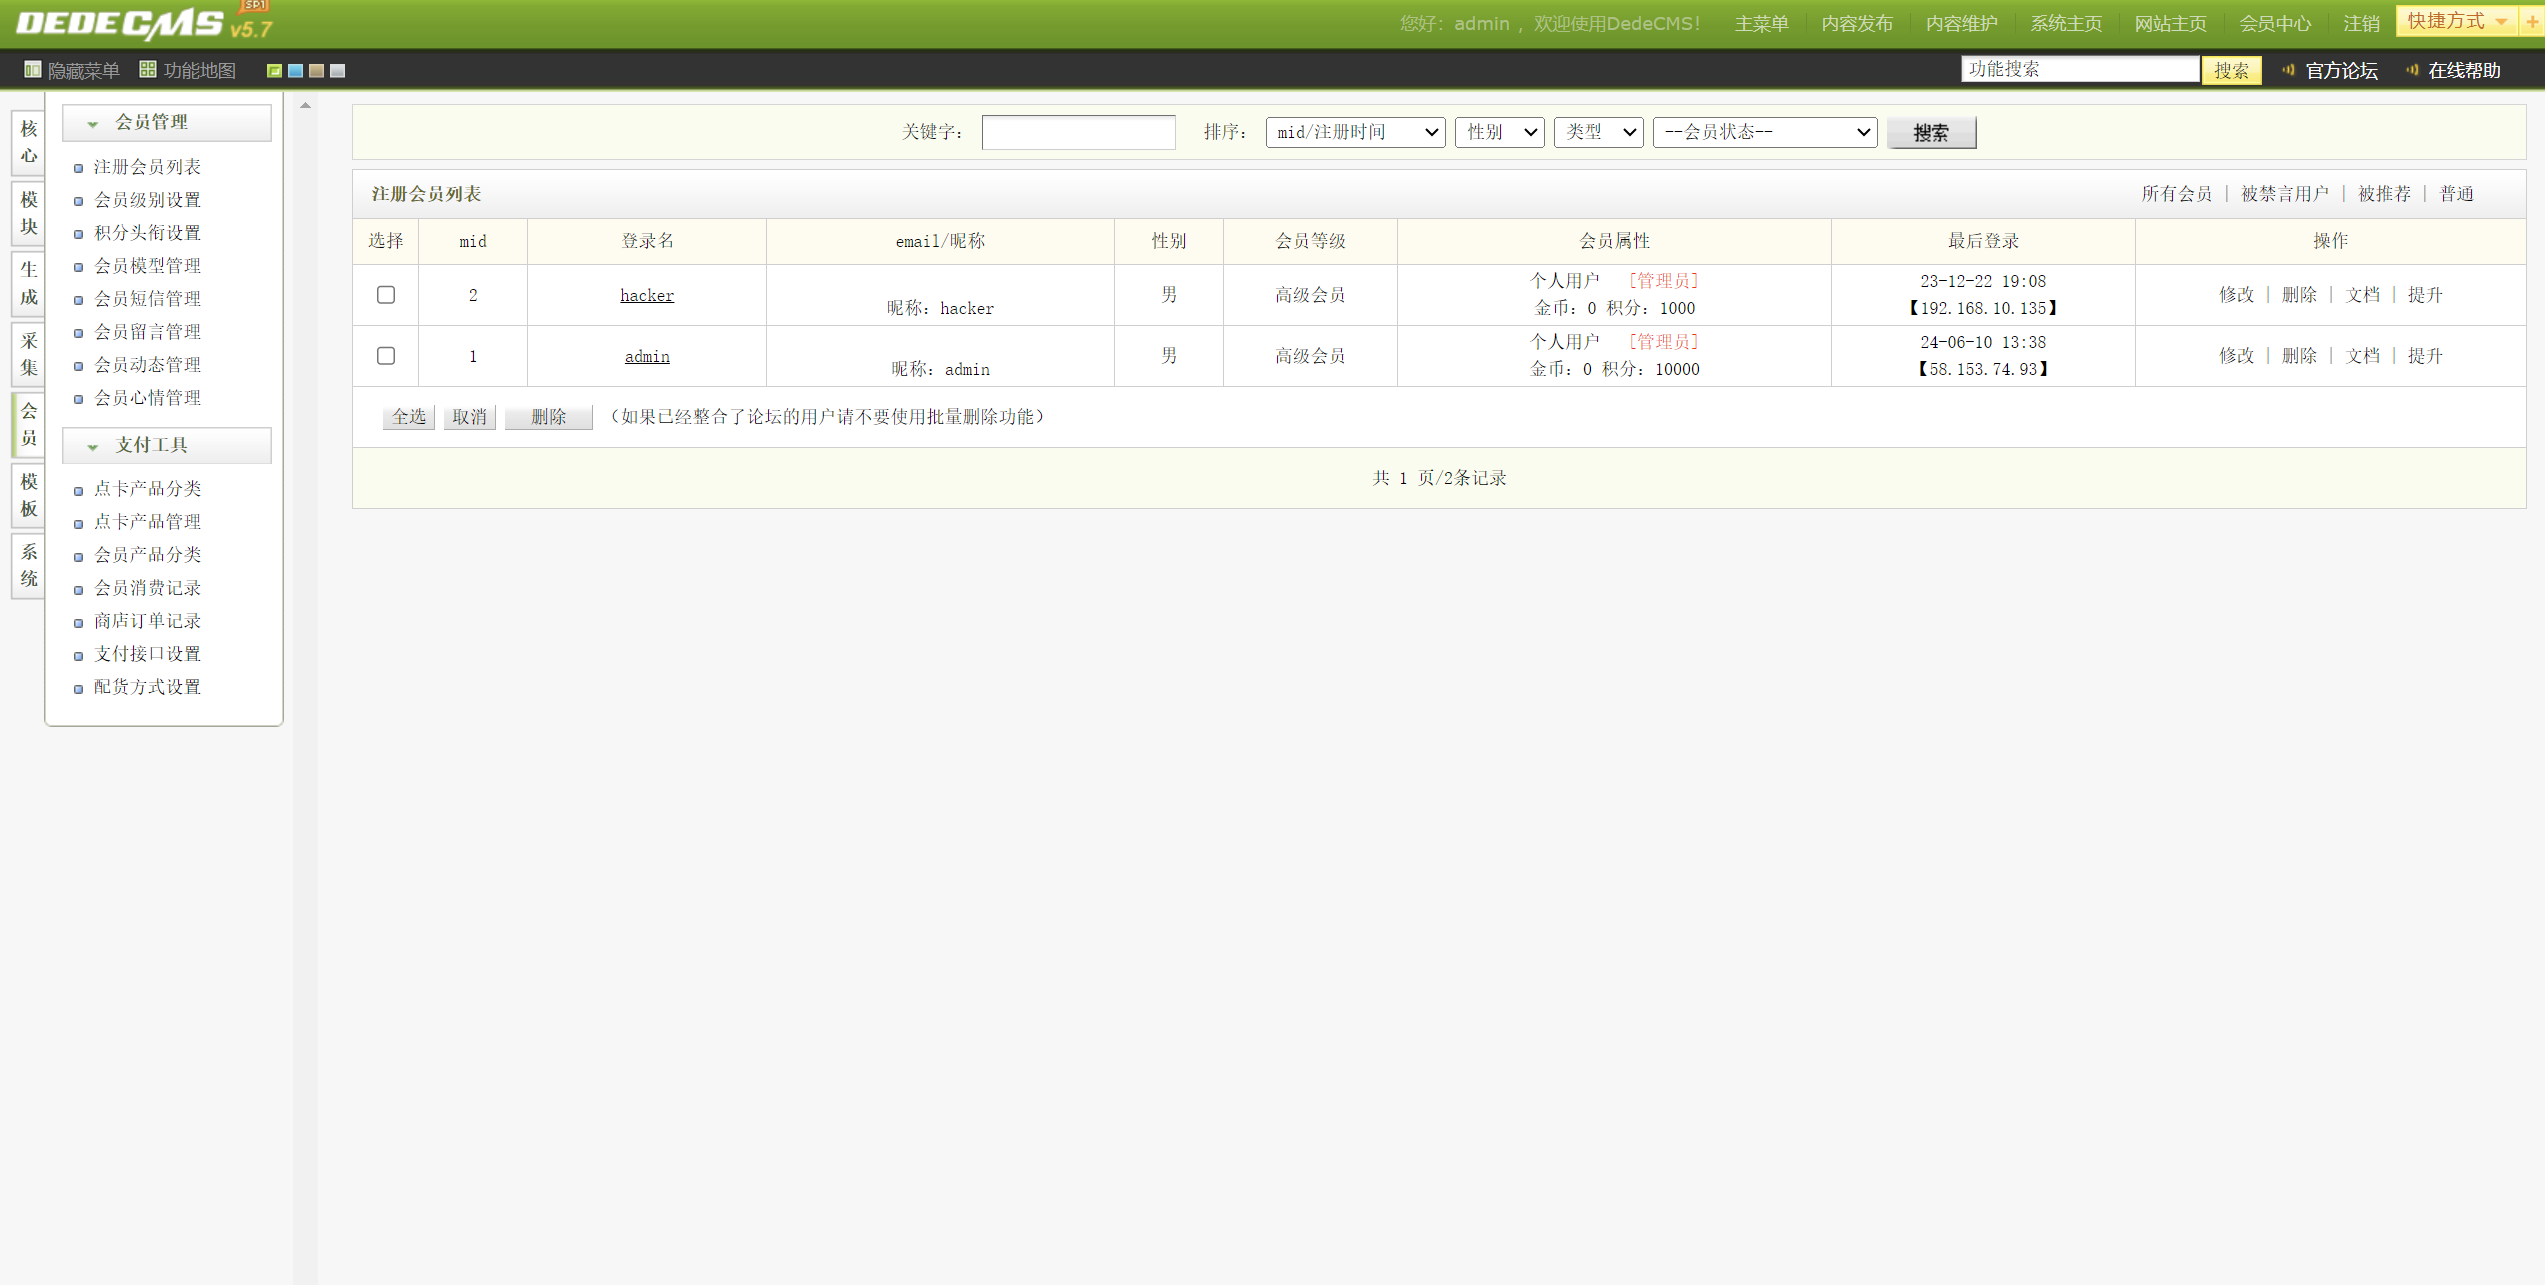 DEDECMS v5.7 SP1
您好：admin ，欢迎使用DedeCMS！ 主菜单 内容发布 内容维护 系统主页 网站主页 会员中心 注销 快捷方式 +
隐藏菜单 功能地图
功能搜索 搜索 官方论坛 在线帮助
核心
模块
生成
采集
会员
模板
系统
会员管理
注册会员列表
会员级别设置
积分头衔设置
会员模型管理
会员短信管理
会员留言管理
会员动态管理
会员心情管理
支付工具
点卡产品分类
点卡产品管理
会员产品分类
会员消费记录
商店订单记录
支付接口设置
配货方式设置
关键字： 排序： mid/注册时间 性别 类型 --会员状态-- 搜索
注册会员列表 所有会员 | 被禁言用户 | 被推荐 | 普通
选择 mid 登录名 email/昵称 性别 会员等级 会员属性 最后登录 操作
2 hacker 昵称：hacker 男 高级会员 个人用户 [管理员] 金币：0 积分：1000 23-12-22 19:08 【192.168.10.135】 修改 | 删除 | 文档 | 提升
1 admin 昵称：admin 男 高级会员 个人用户 [管理员] 金币：0 积分：10000 24-06-10 13:38 【58.153.74.93】 修改 | 删除 | 文档 | 提升
全选 取消 删除 （如果已经整合了论坛的用户请不要使用批量删除功能）
共 1 页/2条记录